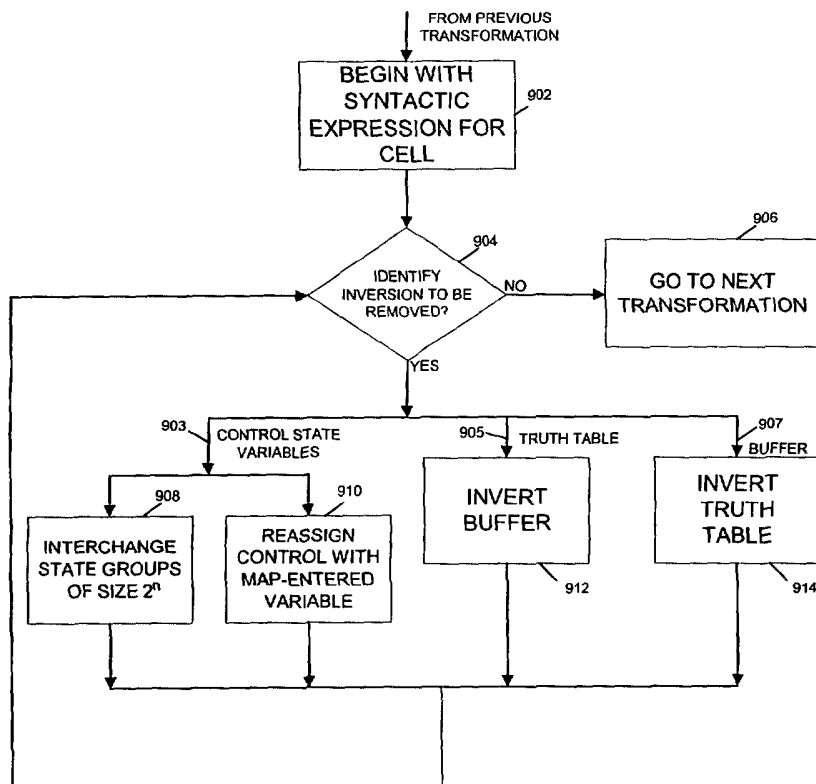 FROM PREVIOUS
TRANSFORMATION
BEGIN WITH
SYNTACTIC
EXPRESSION FOR
CELL
902
904
IDENTIFY
INVERSION TO BE
REMOVED?
NO
906
GO TO NEXT
TRANSFORMATION
YES
903
CONTROL STATE
VARIABLES
905
TRUTH TABLE
907
BUFFER
908
INTERCHANGE
STATE GROUPS
OF SIZE 2ⁿ
910
REASSIGN
CONTROL WITH
MAP-ENTERED
VARIABLE
INVERT
BUFFER
912
INVERT
TRUTH
TABLE
914